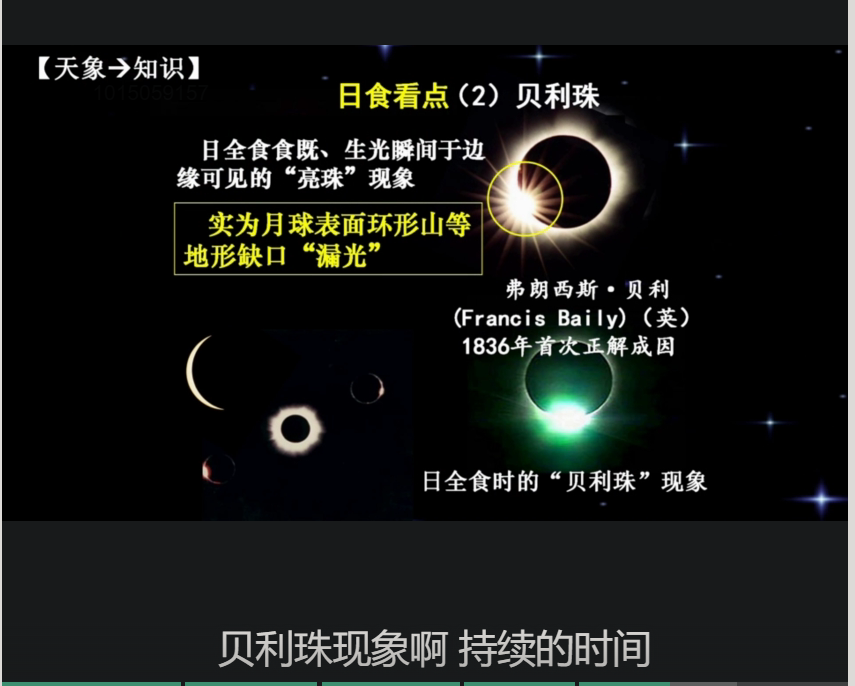 【天象→知识】
1015059157
日食看点（2）贝利珠
日全食食既、生光瞬间于边
缘可见的“亮珠”现象
实为月球表面环形山等
地形缺口“漏光”
弗朗西斯·贝利
(Francis Baily)（英）
1836年首次正解成因
日全食时的“贝利珠”现象
贝利珠现象啊 持续的时间